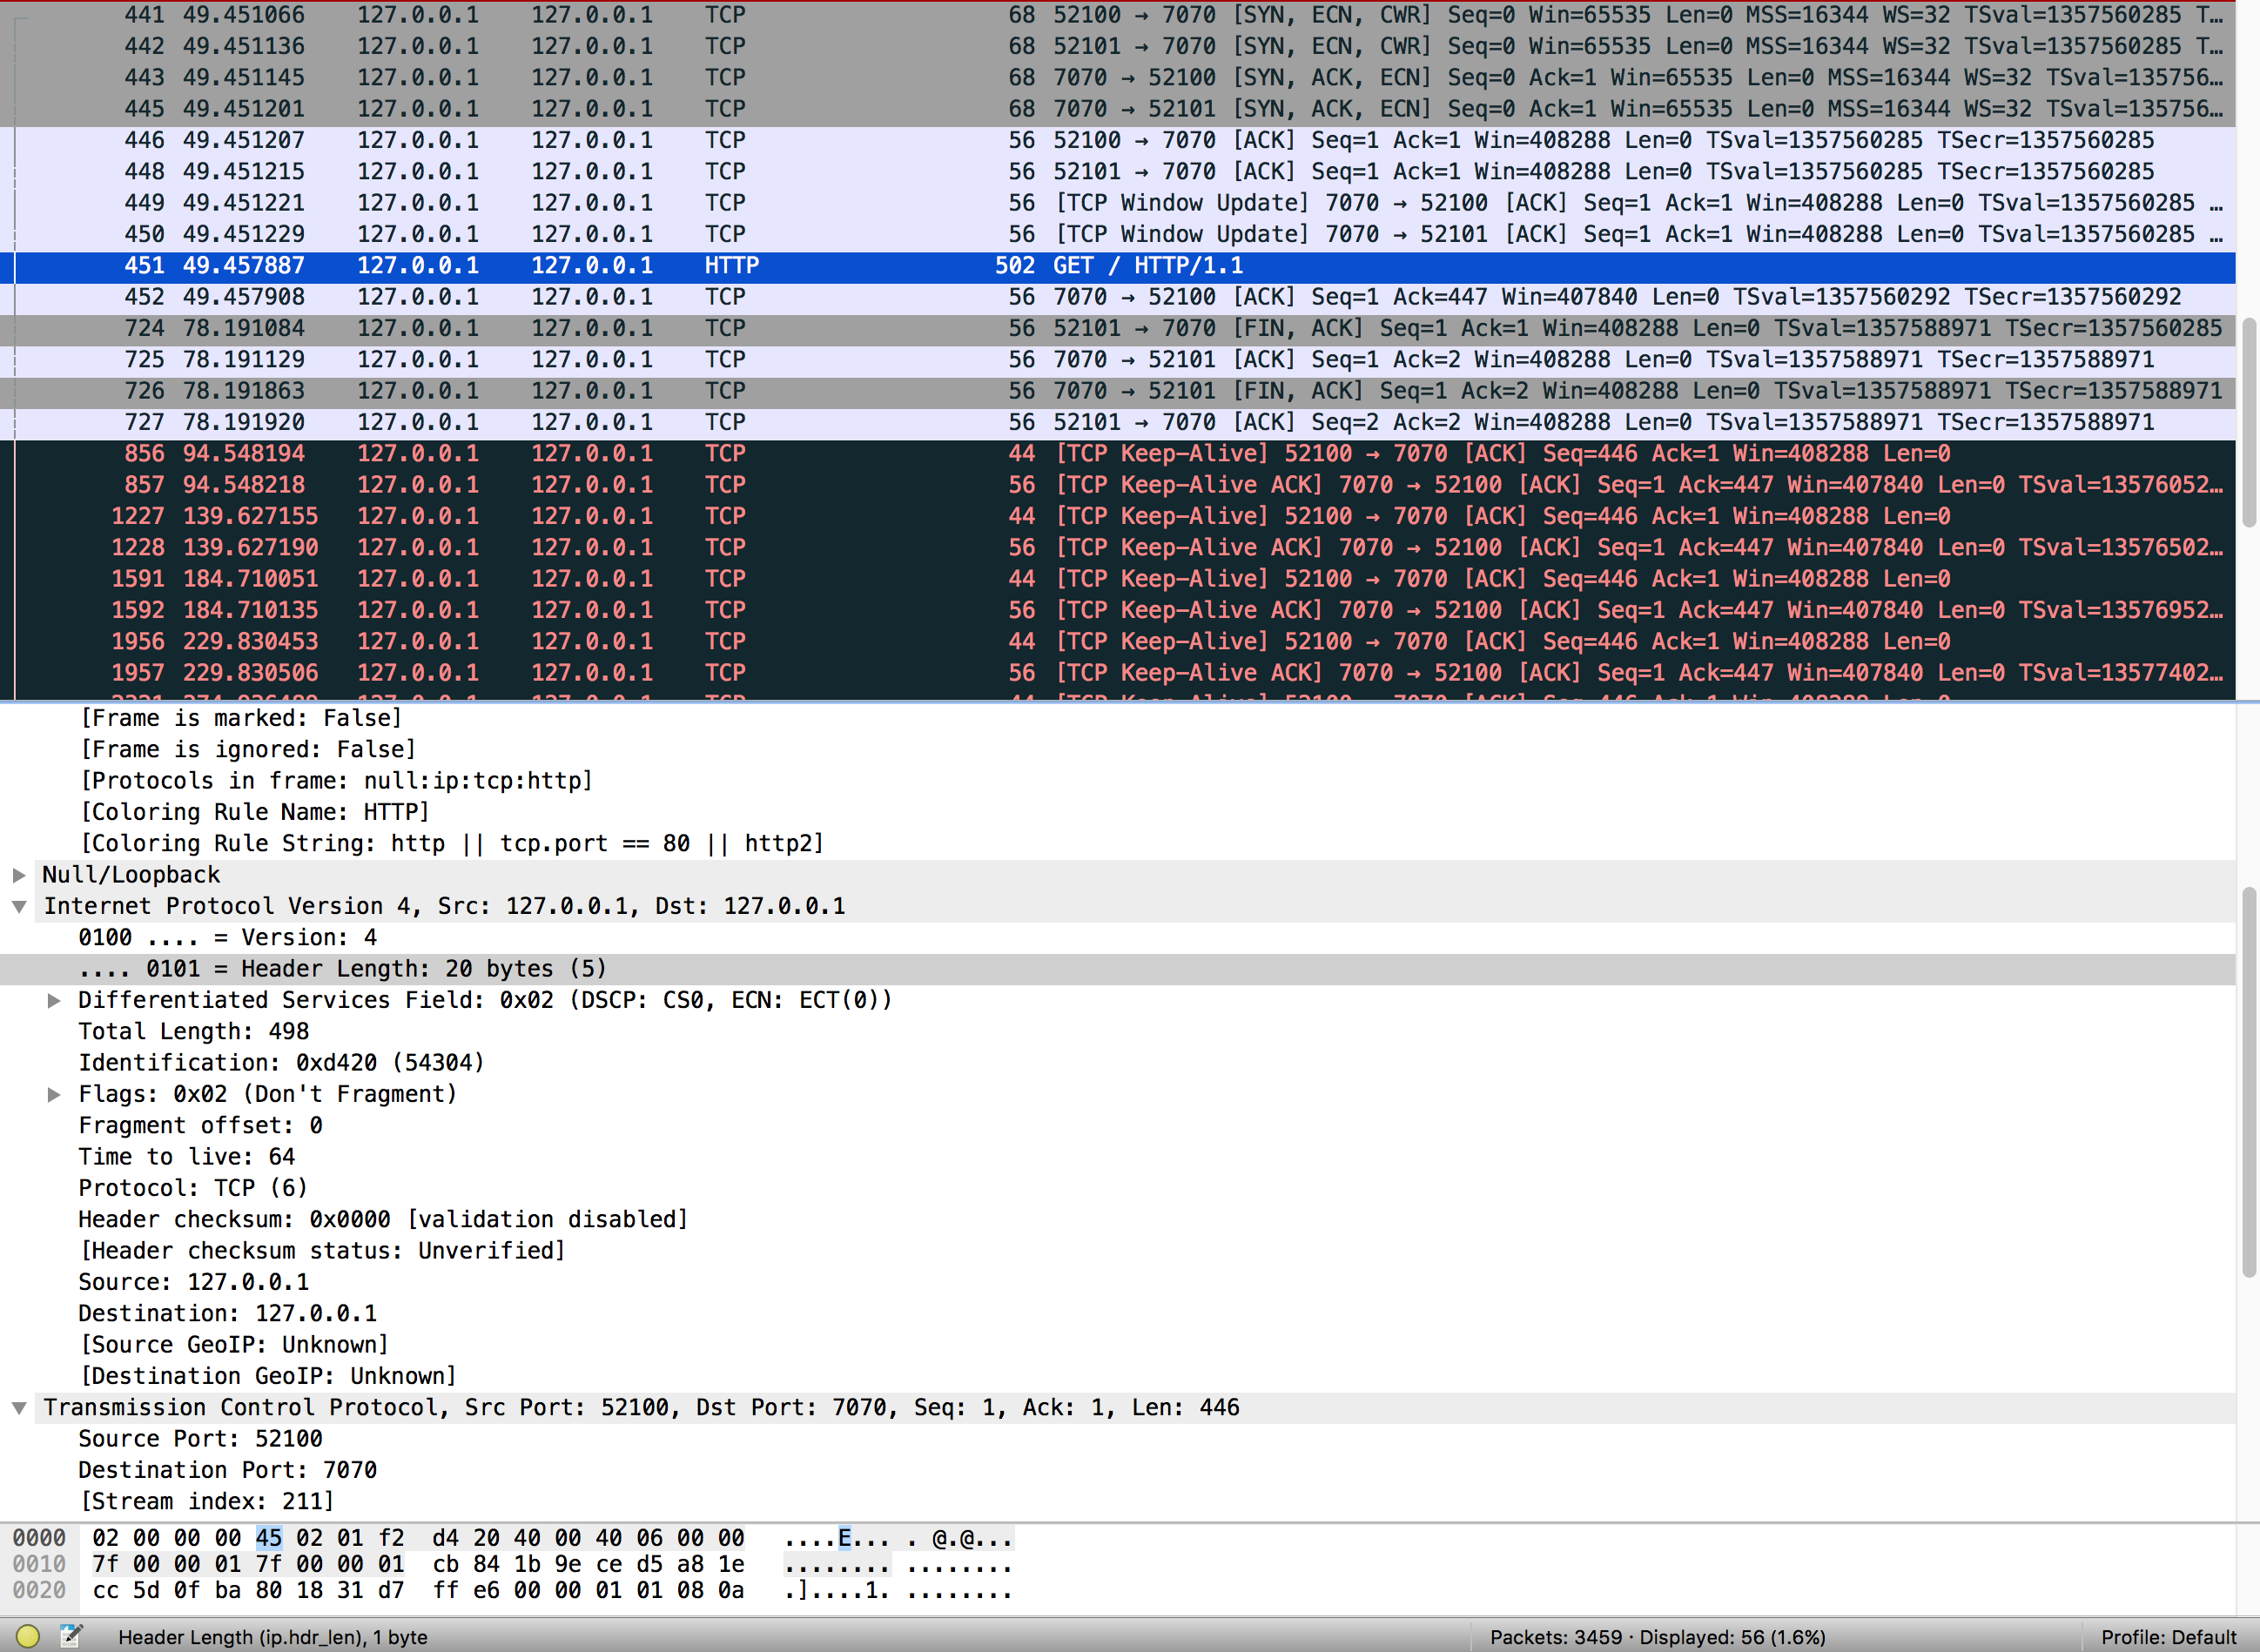 441 49.451066 127.0.0.1 127.0.0.1 TCP 68 52100 → 7070 [SYN, ECN, CWR] Seq=0 Win=65535 Len=0 MSS=16344 WS=32 TSval=1357560285 T…
442 49.451136 127.0.0.1 127.0.0.1 TCP 68 52101 → 7070 [SYN, ECN, CWR] Seq=0 Win=65535 Len=0 MSS=16344 WS=32 TSval=1357560285 T…
443 49.451145 127.0.0.1 127.0.0.1 TCP 68 7070 → 52100 [SYN, ACK, ECN] Seq=0 Ack=1 Win=65535 Len=0 MSS=16344 WS=32 TSval=135756…
445 49.451201 127.0.0.1 127.0.0.1 TCP 68 7070 → 52101 [SYN, ACK, ECN] Seq=0 Ack=1 Win=65535 Len=0 MSS=16344 WS=32 TSval=135756…
446 49.451207 127.0.0.1 127.0.0.1 TCP 56 52100 → 7070 [ACK] Seq=1 Ack=1 Win=408288 Len=0 TSval=1357560285 TSecr=1357560285
448 49.451215 127.0.0.1 127.0.0.1 TCP 56 52101 → 7070 [ACK] Seq=1 Ack=1 Win=408288 Len=0 TSval=1357560285 TSecr=1357560285
449 49.451221 127.0.0.1 127.0.0.1 TCP 56 [TCP Window Update] 7070 → 52100 [ACK] Seq=1 Ack=1 Win=408288 Len=0 TSval=1357560285 …
450 49.451229 127.0.0.1 127.0.0.1 TCP 56 [TCP Window Update] 7070 → 52101 [ACK] Seq=1 Ack=1 Win=408288 Len=0 TSval=1357560285 …
451 49.457887 127.0.0.1 127.0.0.1 HTTP 502 GET / HTTP/1.1
452 49.457908 127.0.0.1 127.0.0.1 TCP 56 7070 → 52100 [ACK] Seq=1 Ack=447 Win=407840 Len=0 TSval=1357560292 TSecr=1357560292
724 78.191084 127.0.0.1 127.0.0.1 TCP 56 52101 → 7070 [FIN, ACK] Seq=1 Ack=1 Win=408288 Len=0 TSval=1357588971 TSecr=1357560285
725 78.191129 127.0.0.1 127.0.0.1 TCP 56 7070 → 52101 [ACK] Seq=1 Ack=2 Win=408288 Len=0 TSval=1357588971 TSecr=1357588971
726 78.191863 127.0.0.1 127.0.0.1 TCP 56 7070 → 52101 [FIN, ACK] Seq=1 Ack=2 Win=408288 Len=0 TSval=1357588971 TSecr=1357588971
727 78.191920 127.0.0.1 127.0.0.1 TCP 56 52101 → 7070 [ACK] Seq=2 Ack=2 Win=408288 Len=0 TSval=1357588971 TSecr=1357588971
856 94.548194 127.0.0.1 127.0.0.1 TCP 44 [TCP Keep-Alive] 52100 → 7070 [ACK] Seq=446 Ack=1 Win=408288 Len=0
857 94.548218 127.0.0.1 127.0.0.1 TCP 56 [TCP Keep-Alive ACK] 7070 → 52100 [ACK] Seq=1 Ack=447 Win=407840 Len=0 TSval=13576052…
1227 139.627155 127.0.0.1 127.0.0.1 TCP 44 [TCP Keep-Alive] 52100 → 7070 [ACK] Seq=446 Ack=1 Win=408288 Len=0
1228 139.627190 127.0.0.1 127.0.0.1 TCP 56 [TCP Keep-Alive ACK] 7070 → 52100 [ACK] Seq=1 Ack=447 Win=407840 Len=0 TSval=13576502…
1591 184.710051 127.0.0.1 127.0.0.1 TCP 44 [TCP Keep-Alive] 52100 → 7070 [ACK] Seq=446 Ack=1 Win=408288 Len=0
1592 184.710135 127.0.0.1 127.0.0.1 TCP 56 [TCP Keep-Alive ACK] 7070 → 52100 [ACK] Seq=1 Ack=447 Win=407840 Len=0 TSval=13576952…
1956 229.830453 127.0.0.1 127.0.0.1 TCP 44 [TCP Keep-Alive] 52100 → 7070 [ACK] Seq=446 Ack=1 Win=408288 Len=0
1957 229.830506 127.0.0.1 127.0.0.1 TCP 56 [TCP Keep-Alive ACK] 7070 → 52100 [ACK] Seq=1 Ack=447 Win=407840 Len=0 TSval=13577402…
[Frame is marked: False]
[Frame is ignored: False]
[Protocols in frame: null:ip:tcp:http]
[Coloring Rule Name: HTTP]
[Coloring Rule String: http || tcp.port == 80 || http2]
Null/Loopback
Internet Protocol Version 4, Src: 127.0.0.1, Dst: 127.0.0.1
0100 .... = Version: 4
.... 0101 = Header Length: 20 bytes (5)
Differentiated Services Field: 0x02 (DSCP: CS0, ECN: ECT(0))
Total Length: 498
Identification: 0xd420 (54304)
Flags: 0x02 (Don't Fragment)
Fragment offset: 0
Time to live: 64
Protocol: TCP (6)
Header checksum: 0x0000 [validation disabled]
[Header checksum status: Unverified]
Source: 127.0.0.1
Destination: 127.0.0.1
[Source GeoIP: Unknown]
[Destination GeoIP: Unknown]
Transmission Control Protocol, Src Port: 52100, Dst Port: 7070, Seq: 1, Ack: 1, Len: 446
Source Port: 52100
Destination Port: 7070
[Stream index: 211]
0000 02 00 00 00 45 02 01 f2 d4 20 40 00 40 06 00 00 ....E... . @.@...
0010 7f 00 00 01 7f 00 00 01 cb 84 1b 9e ce d5 a8 1e ........ ........
0020 cc 5d 0f ba 80 18 31 d7 ff e6 00 00 01 01 08 0a .]....1. ........
Header Length (ip.hdr_len), 1 byte Packets: 3459 · Displayed: 56 (1.6%) Profile: Default